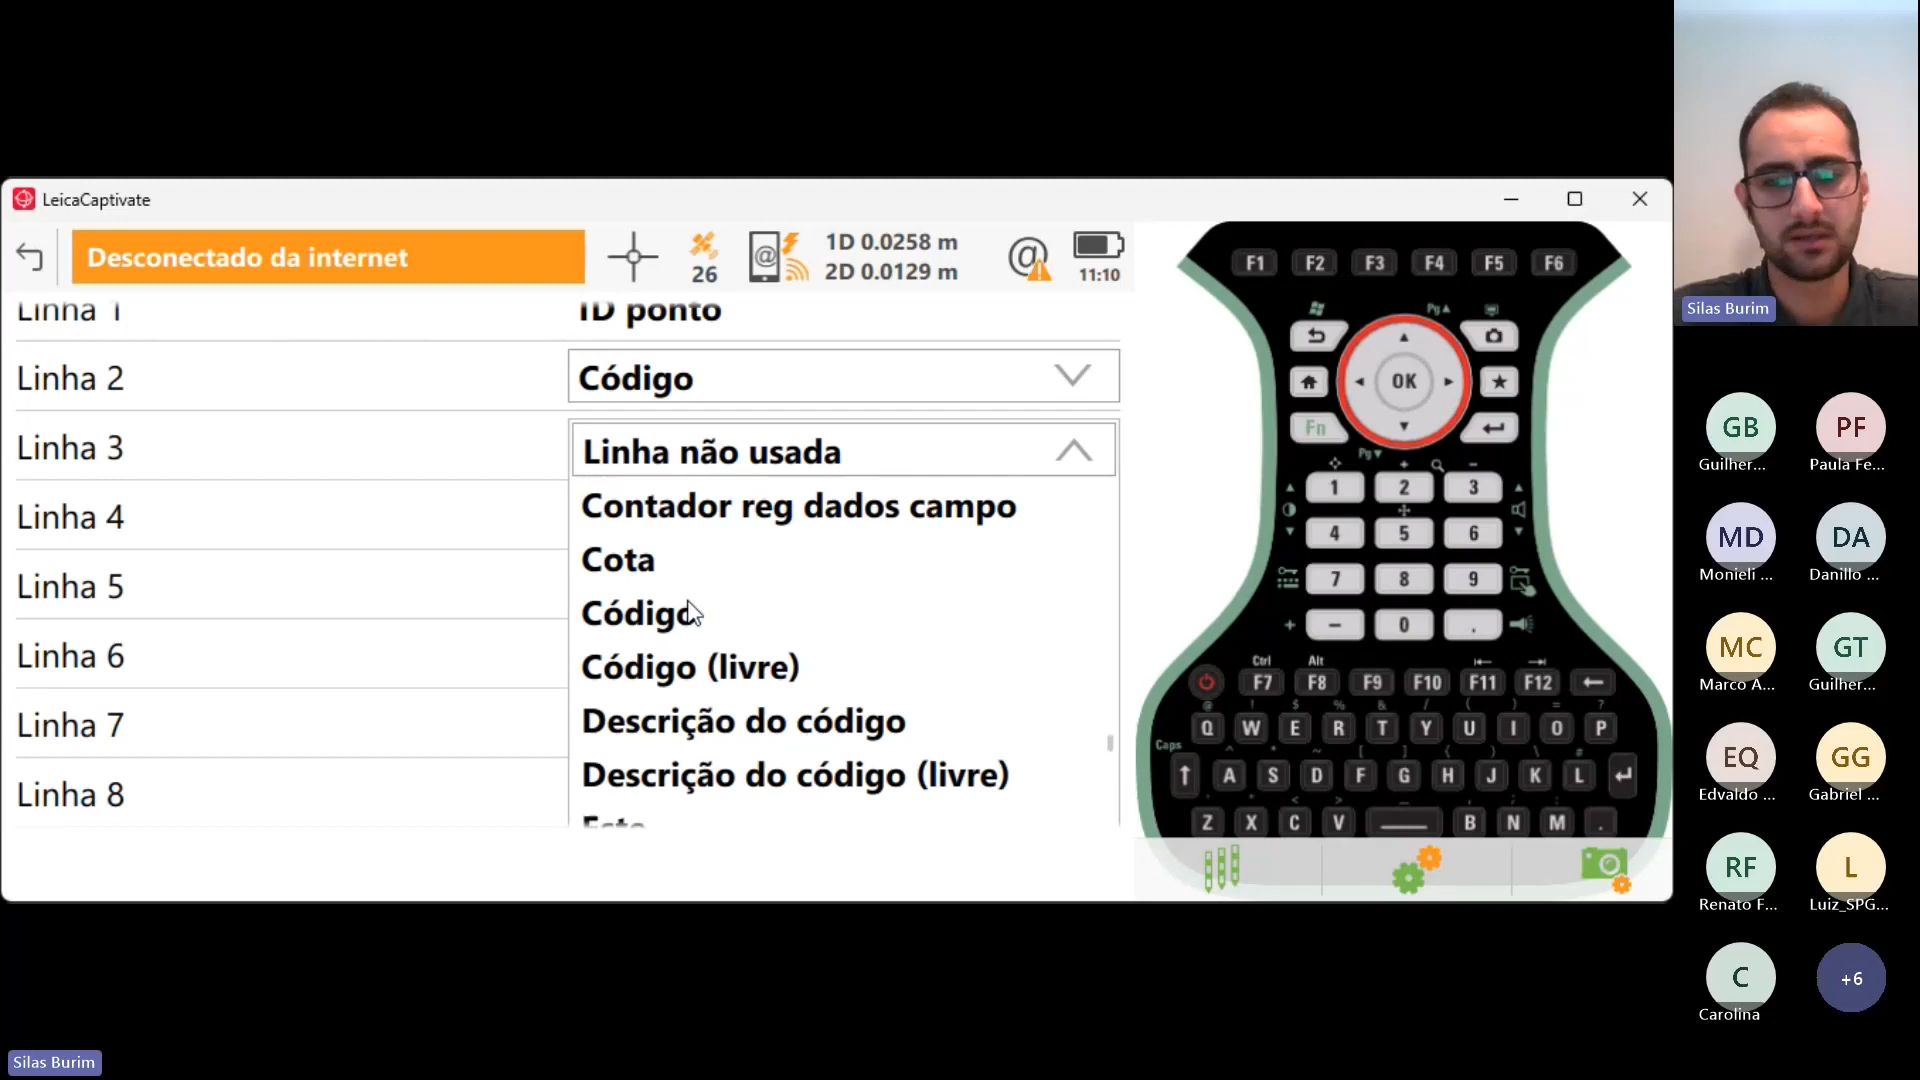 LeicaCaptivate
Desconectado da internet
26
1D 0.0258 m
2D 0.0129 m
11:10
Linha 1
ID ponto
Linha 2
Código
Linha 3
Linha não usada
Contador reg dados campo
Linha 4
Cota
Linha 5
Código
Linha 6
Código (livre)
Linha 7
Descrição do código
Linha 8
Descrição do código (livre)
F1 F2 F3 F4 F5 F6
Pg▲
OK
Fn
Pg▼
1 2 3
4 5 6
7 8 9
+ − 0 .
Ctrl Alt
F7 F8 F9 F10 F11 F12
Q W E R T Y U I O P
Caps
A S D F G H J K L
Z X C V B N M .
Silas Burim
GB PF
Guilher... Paula Fe...
MD DA
Monieli ... Danillo ...
MC GT
Marco A... Guilher...
EQ GG
Edvaldo ... Gabriel ...
RF L
Renato F... Luiz_SPG...
C +6
Carolina
Silas Burim